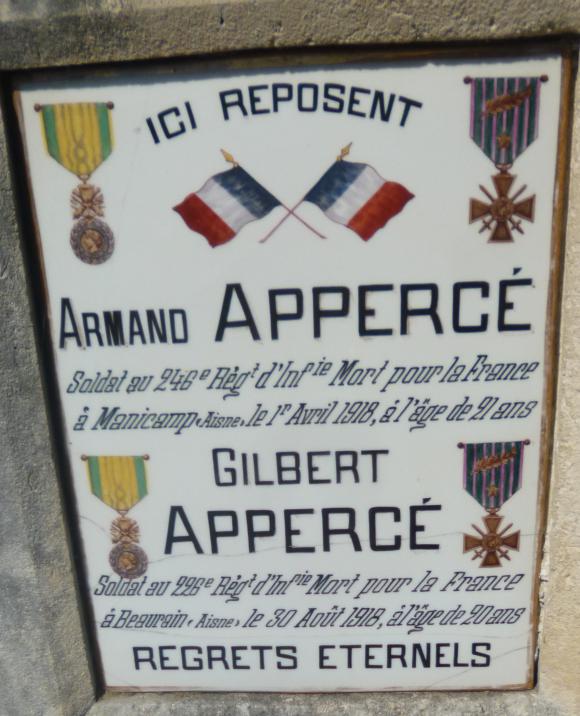 ICI REPOSENT
ARMAND APPERCÉ
Soldat au 246e Régt d'Infie Mort pour la France
à Manicamp (Aisne), le 1r Avril 1918, à l'âge de 21 ans
GILBERT
APPERCÉ
Soldat au 226e Régt d'Infie Mort pour la France
à Beaurain (Aisne) le 30 Août 1918, à l'âge de 20 ans
REGRETS ETERNELS